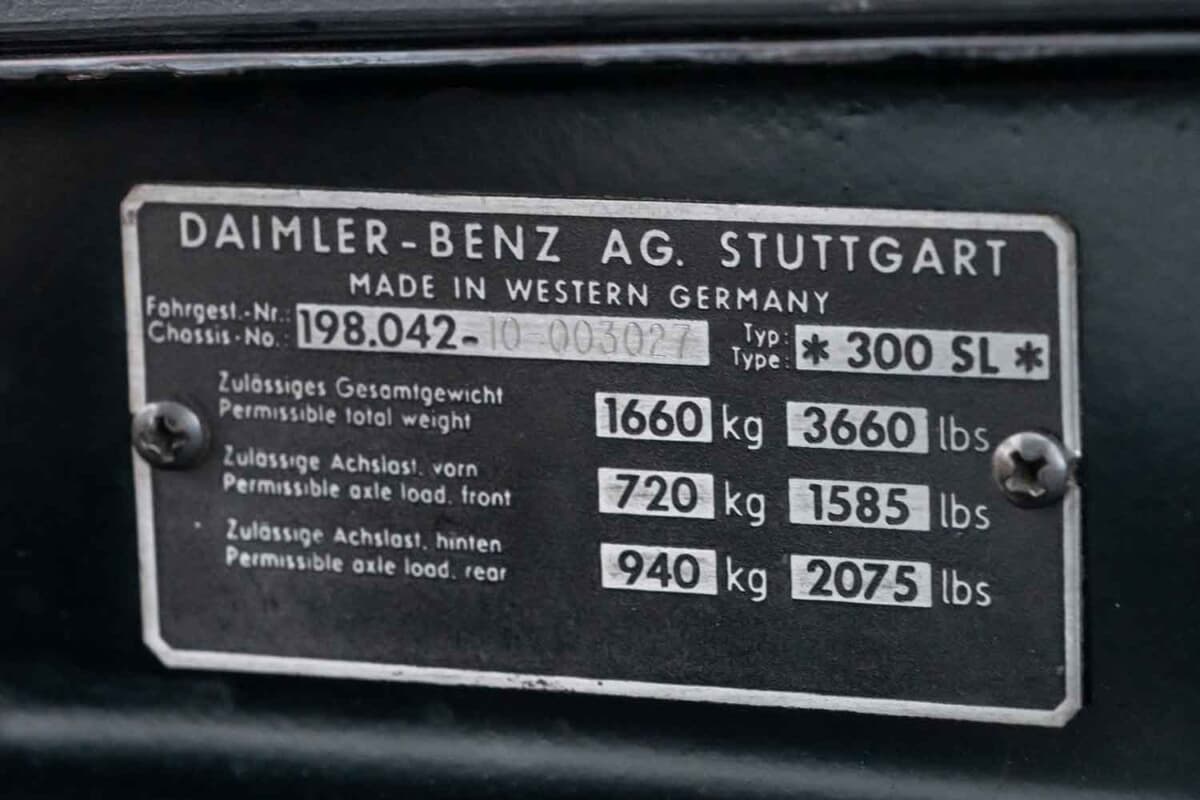 DAIMLER-BENZ AG. STUTTGART
MADE IN WESTERN GERMANY
Fahrgest.-Nr.:
Chassis-No.: 198.042-10 003027 Typ:
Type: * 300 SL *
Zulässiges Gesamtgewicht
Permissible total weight 1660 kg 3660 lbs
Zulässige Achslast. vorn
Permissible axle load. front 720 kg 1585 lbs
Zulässige Achslast. hinten
Permissible axle load. rear 940 kg 2075 lbs